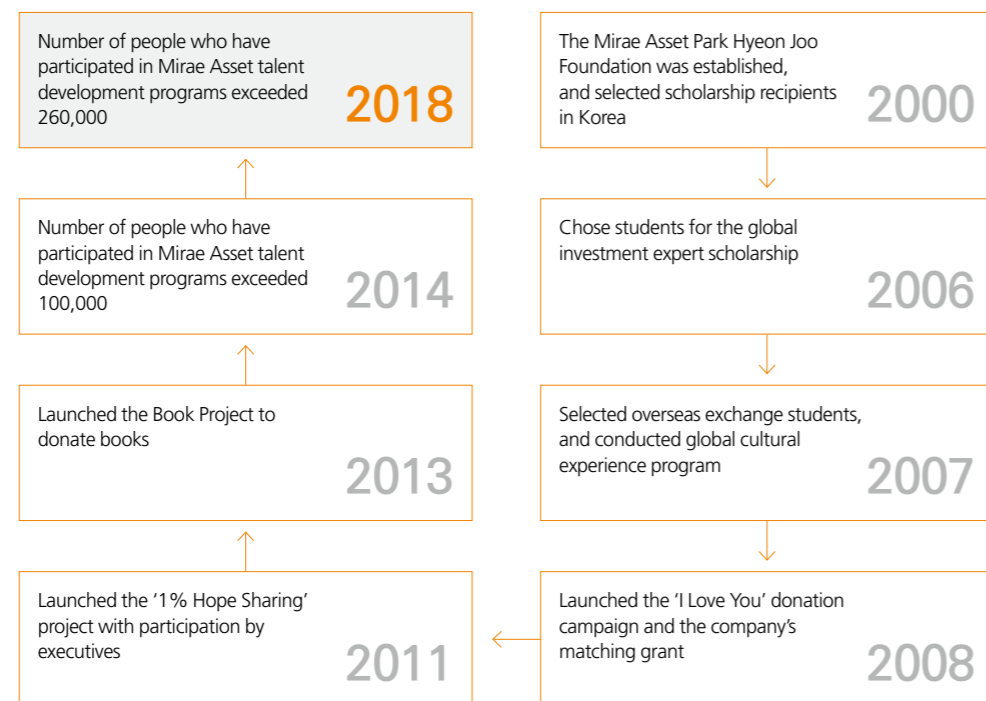 The Mirae Asset Park Hyeon Joo
Foundation was established,
and selected scholarship recipients
in Korea
2000
Chose students for the global
investment expert scholarship
2006
Selected overseas exchange students,
and conducted global cultural
experience program
2007
Launched the ‘I Love You’ donation
campaign and the company’s
matching grant
2008
Launched the ‘1% Hope Sharing’
project with participation by
executives
2011
Launched the Book Project to
donate books
2013
Number of people who have
participated in Mirae Asset talent
development programs exceeded
100,000
2014
Number of people who have
participated in Mirae Asset talent
development programs exceeded
260,000
2018